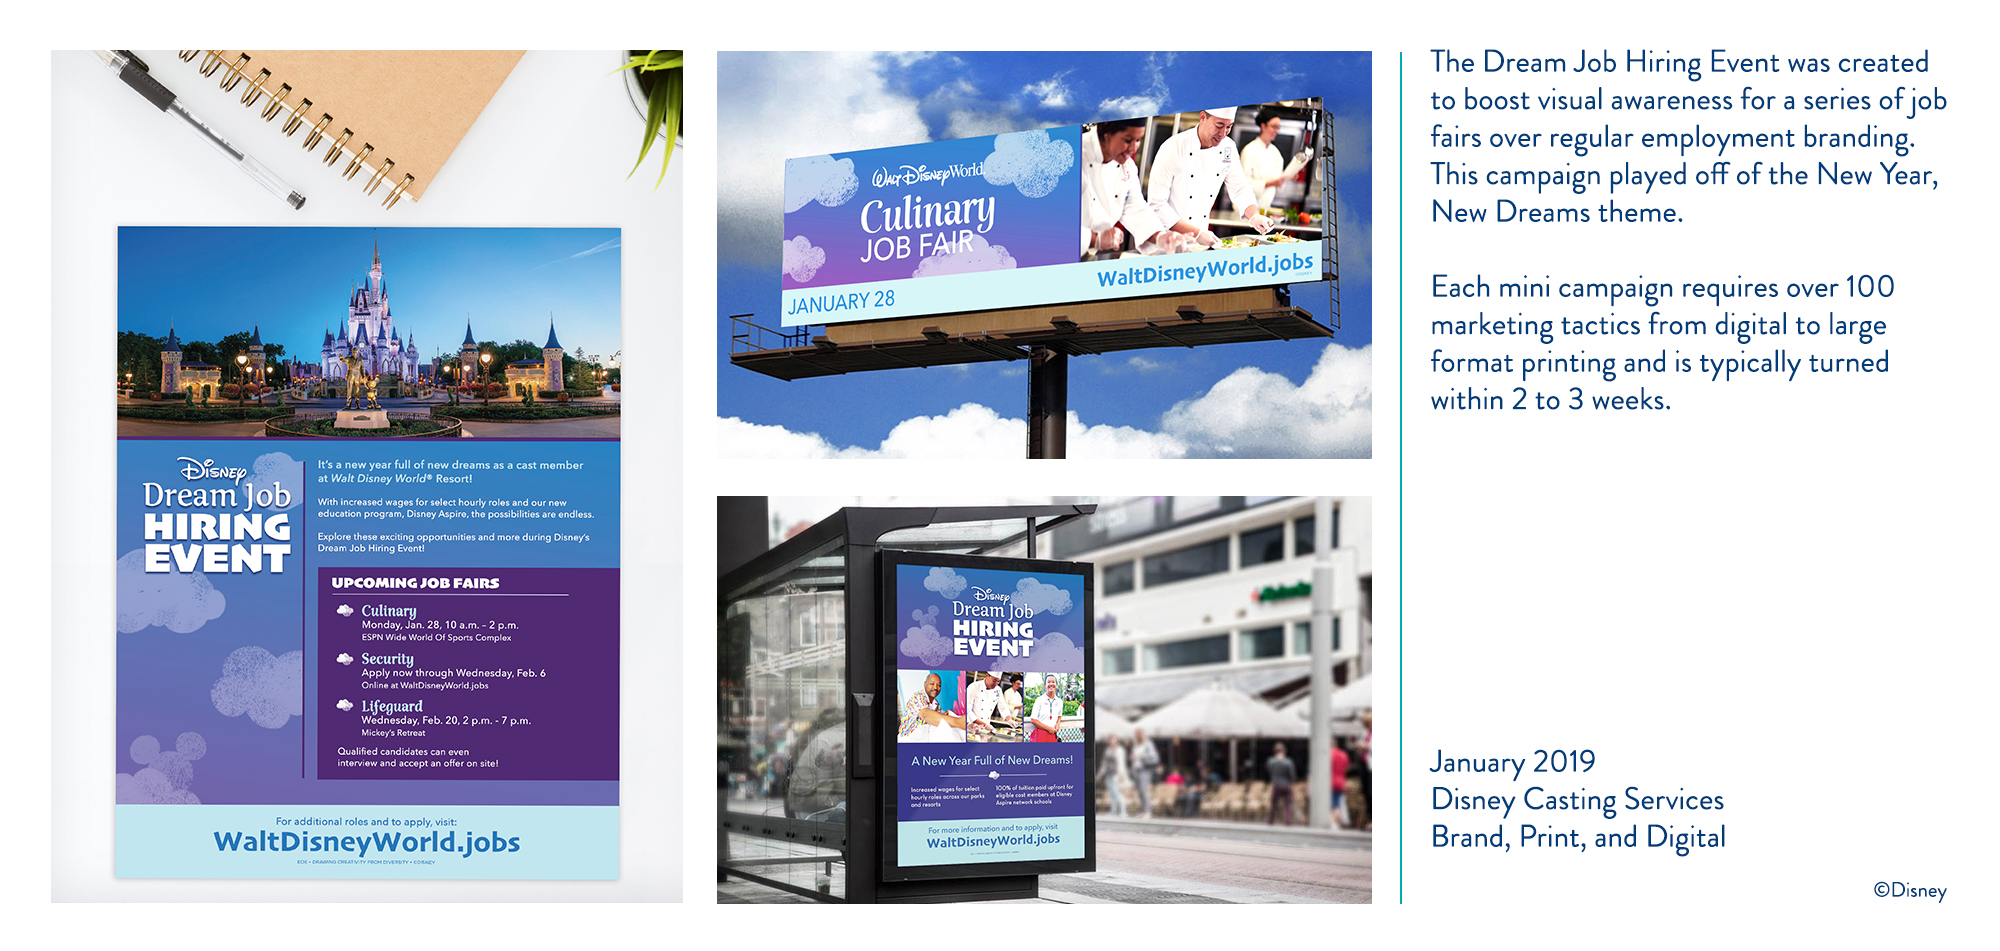 DISNEY
Dream Job
HIRING
EVENT
It's a new year full of new dreams as a cast member
at Walt Disney World® Resort!
With increased wages for select hourly roles and our new
education program, Disney Aspire, the possibilities are endless.
Explore these exciting opportunities and more during Disney's
Dream Job Hiring Event!
UPCOMING JOB FAIRS
Culinary
Monday, Jan. 28, 10 a.m. - 2 p.m.
ESPN Wide World Of Sports Complex
Security
Apply now through Wednesday, Feb. 6
Online at WaltDisneyWorld.jobs
Lifeguard
Wednesday, Feb. 20, 2 p.m. - 7 p.m.
Mickey's Retreat
Qualified candidates can even
interview and accept an offer on site!
For additional roles and to apply, visit:
WaltDisneyWorld.jobs
EOE • DRAWING CREATIVITY FROM DIVERSITY • ©DISNEY
WALT DISNEY World
Culinary
JOB FAIR
JANUARY 28
WaltDisneyWorld.jobs
©DISNEY
DISNEY
Dream Job
HIRING
EVENT
A New Year Full of New Dreams!
Increased wages for select
hourly roles across our parks
and resorts
100% of tuition paid upfront for
eligible cast members at Disney
Aspire network schools
For more information and to apply, visit
WaltDisneyWorld.jobs
The Dream Job Hiring Event was created
to boost visual awareness for a series of job
fairs over regular employment branding.
This campaign played off of the New Year,
New Dreams theme.
Each mini campaign requires over 100
marketing tactics from digital to large
format printing and is typically turned
within 2 to 3 weeks.
January 2019
Disney Casting Services
Brand, Print, and Digital
©Disney